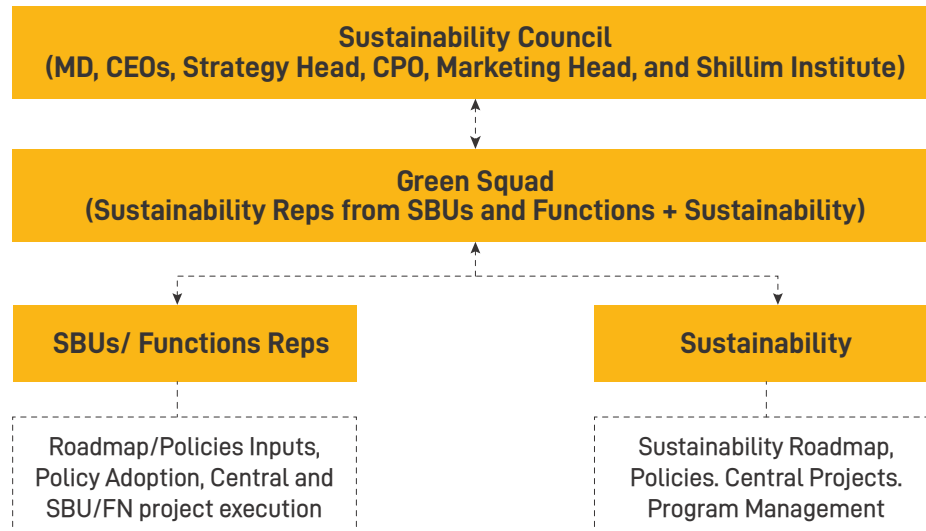 Sustainability Council
(MD, CEOs, Strategy Head, CPO, Marketing Head, and Shillim Institute)
Green Squad
(Sustainability Reps from SBUs and Functions + Sustainability)
SBUs/ Functions Reps
Roadmap/Policies Inputs,
Policy Adoption, Central and
SBU/FN project execution
Sustainability
Sustainability Roadmap,
Policies. Central Projects.
Program Management